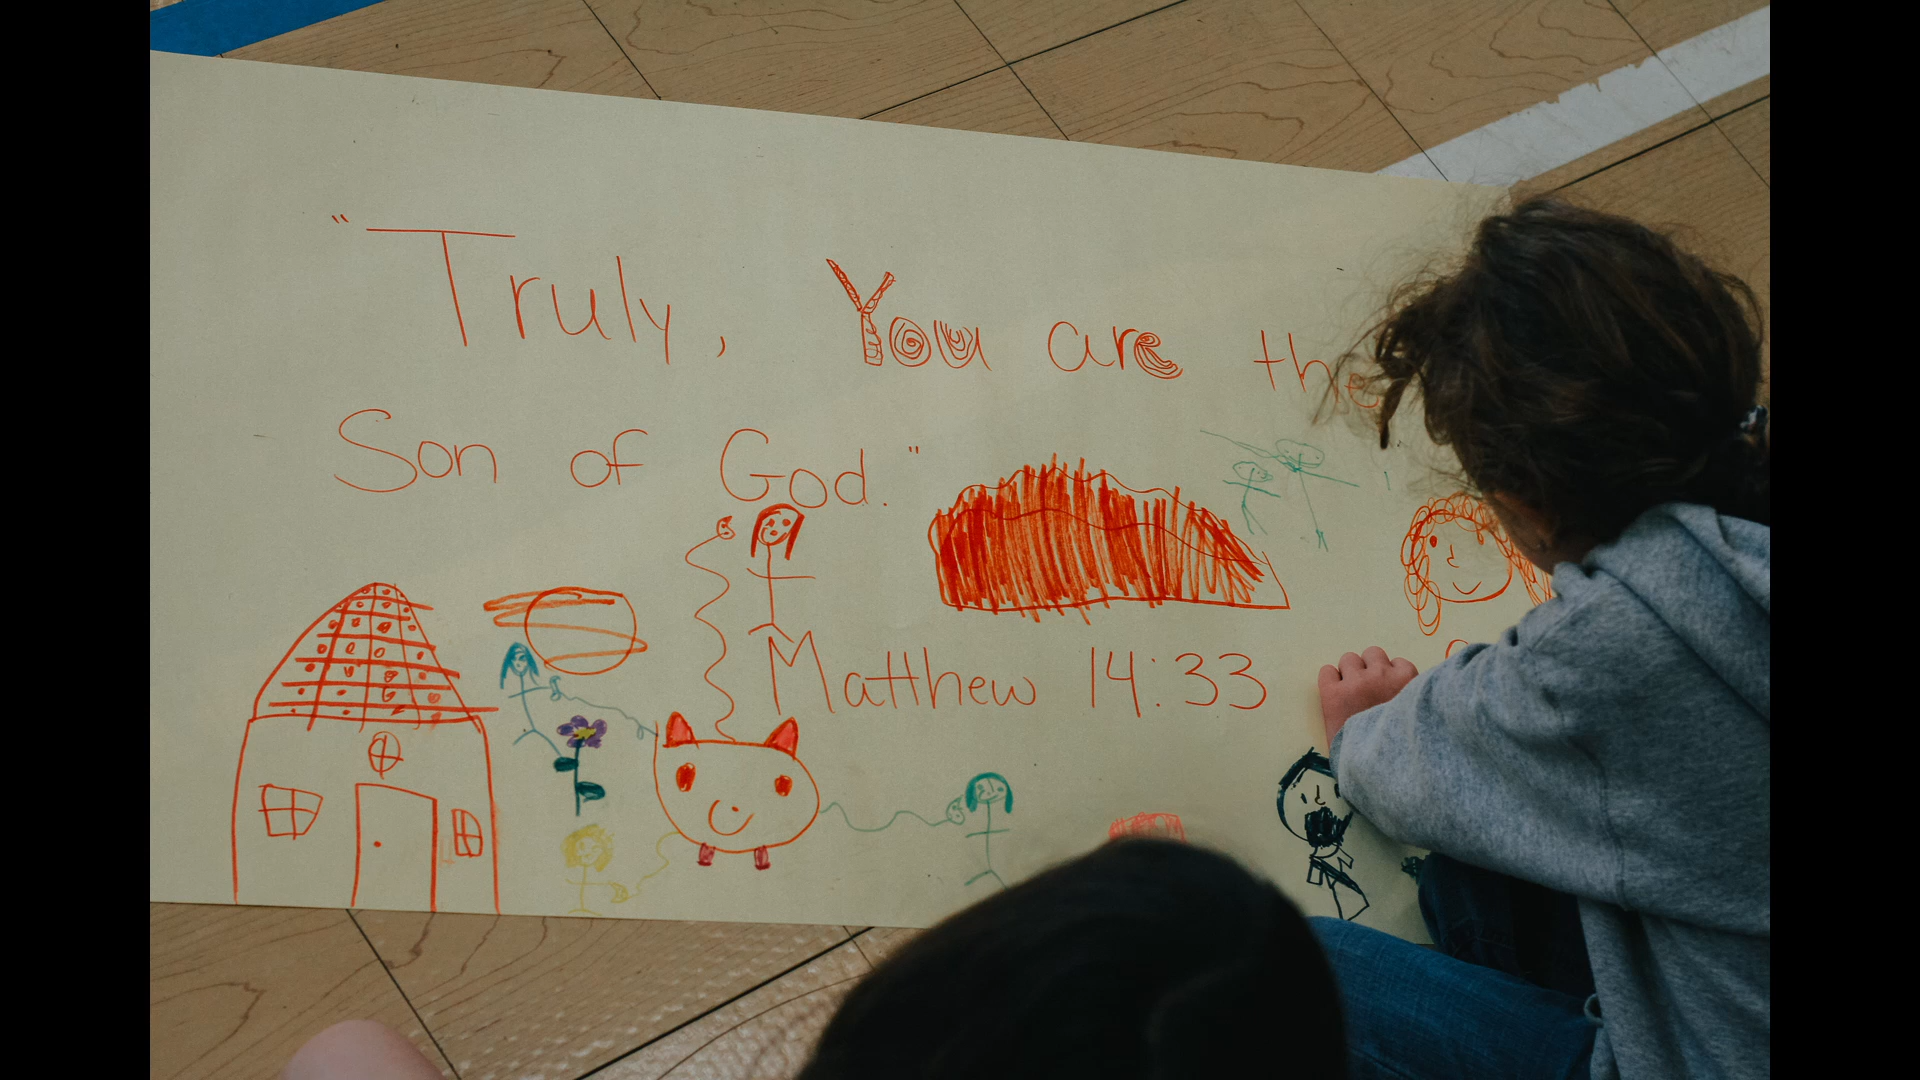 "Truly, You are the
Son of God."
Matthew 14:33